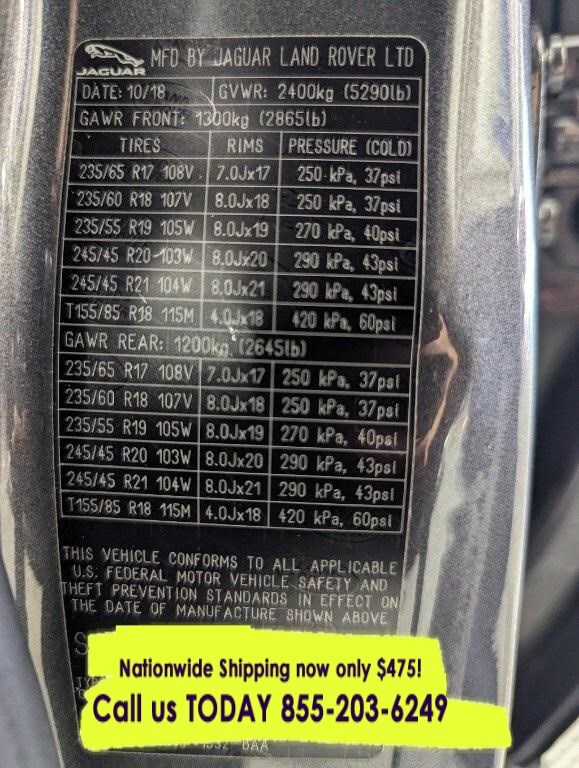 JAGUAR MFD BY JAGUAR LAND ROVER LTD
DATE: 10/18 GVWR: 2400kg (5290lb)
GAWR FRONT: 1300kg (2865lb)
TIRES RIMS PRESSURE (COLD)
235/65 R17 108V 7.0Jx17 250 kPa, 37psi
235/60 R18 107V 8.0Jx18 250 kPa, 37psi
235/55 R19 105W 8.0Jx19 270 kPa, 40psi
245/45 R20 103W 8.0Jx20 290 kPa, 43psi
245/45 R21 104W 8.0Jx21 290 kPa, 43psi
T155/85 R18 115M 4.0Jx18 420 kPa, 60psi
GAWR REAR: 1200kg (2645lb)
235/65 R17 108V 7.0Jx17 250 kPa, 37psi
235/60 R18 107V 8.0Jx18 250 kPa, 37psi
235/55 R19 105W 8.0Jx19 270 kPa, 40psi
245/45 R20 103W 8.0Jx20 290 kPa, 43psi
245/45 R21 104W 8.0Jx21 290 kPa, 43psi
T155/85 R18 115M 4.0Jx18 420 kPa, 60psi
THIS VEHICLE CONFORMS TO ALL APPLICABLE
U.S. FEDERAL MOTOR VEHICLE SAFETY AND
THEFT PREVENTION STANDARDS IN EFFECT ON
THE DATE OF MANUFACTURE SHOWN ABOVE
Nationwide Shipping now only $475!
Call us TODAY 855-203-6249